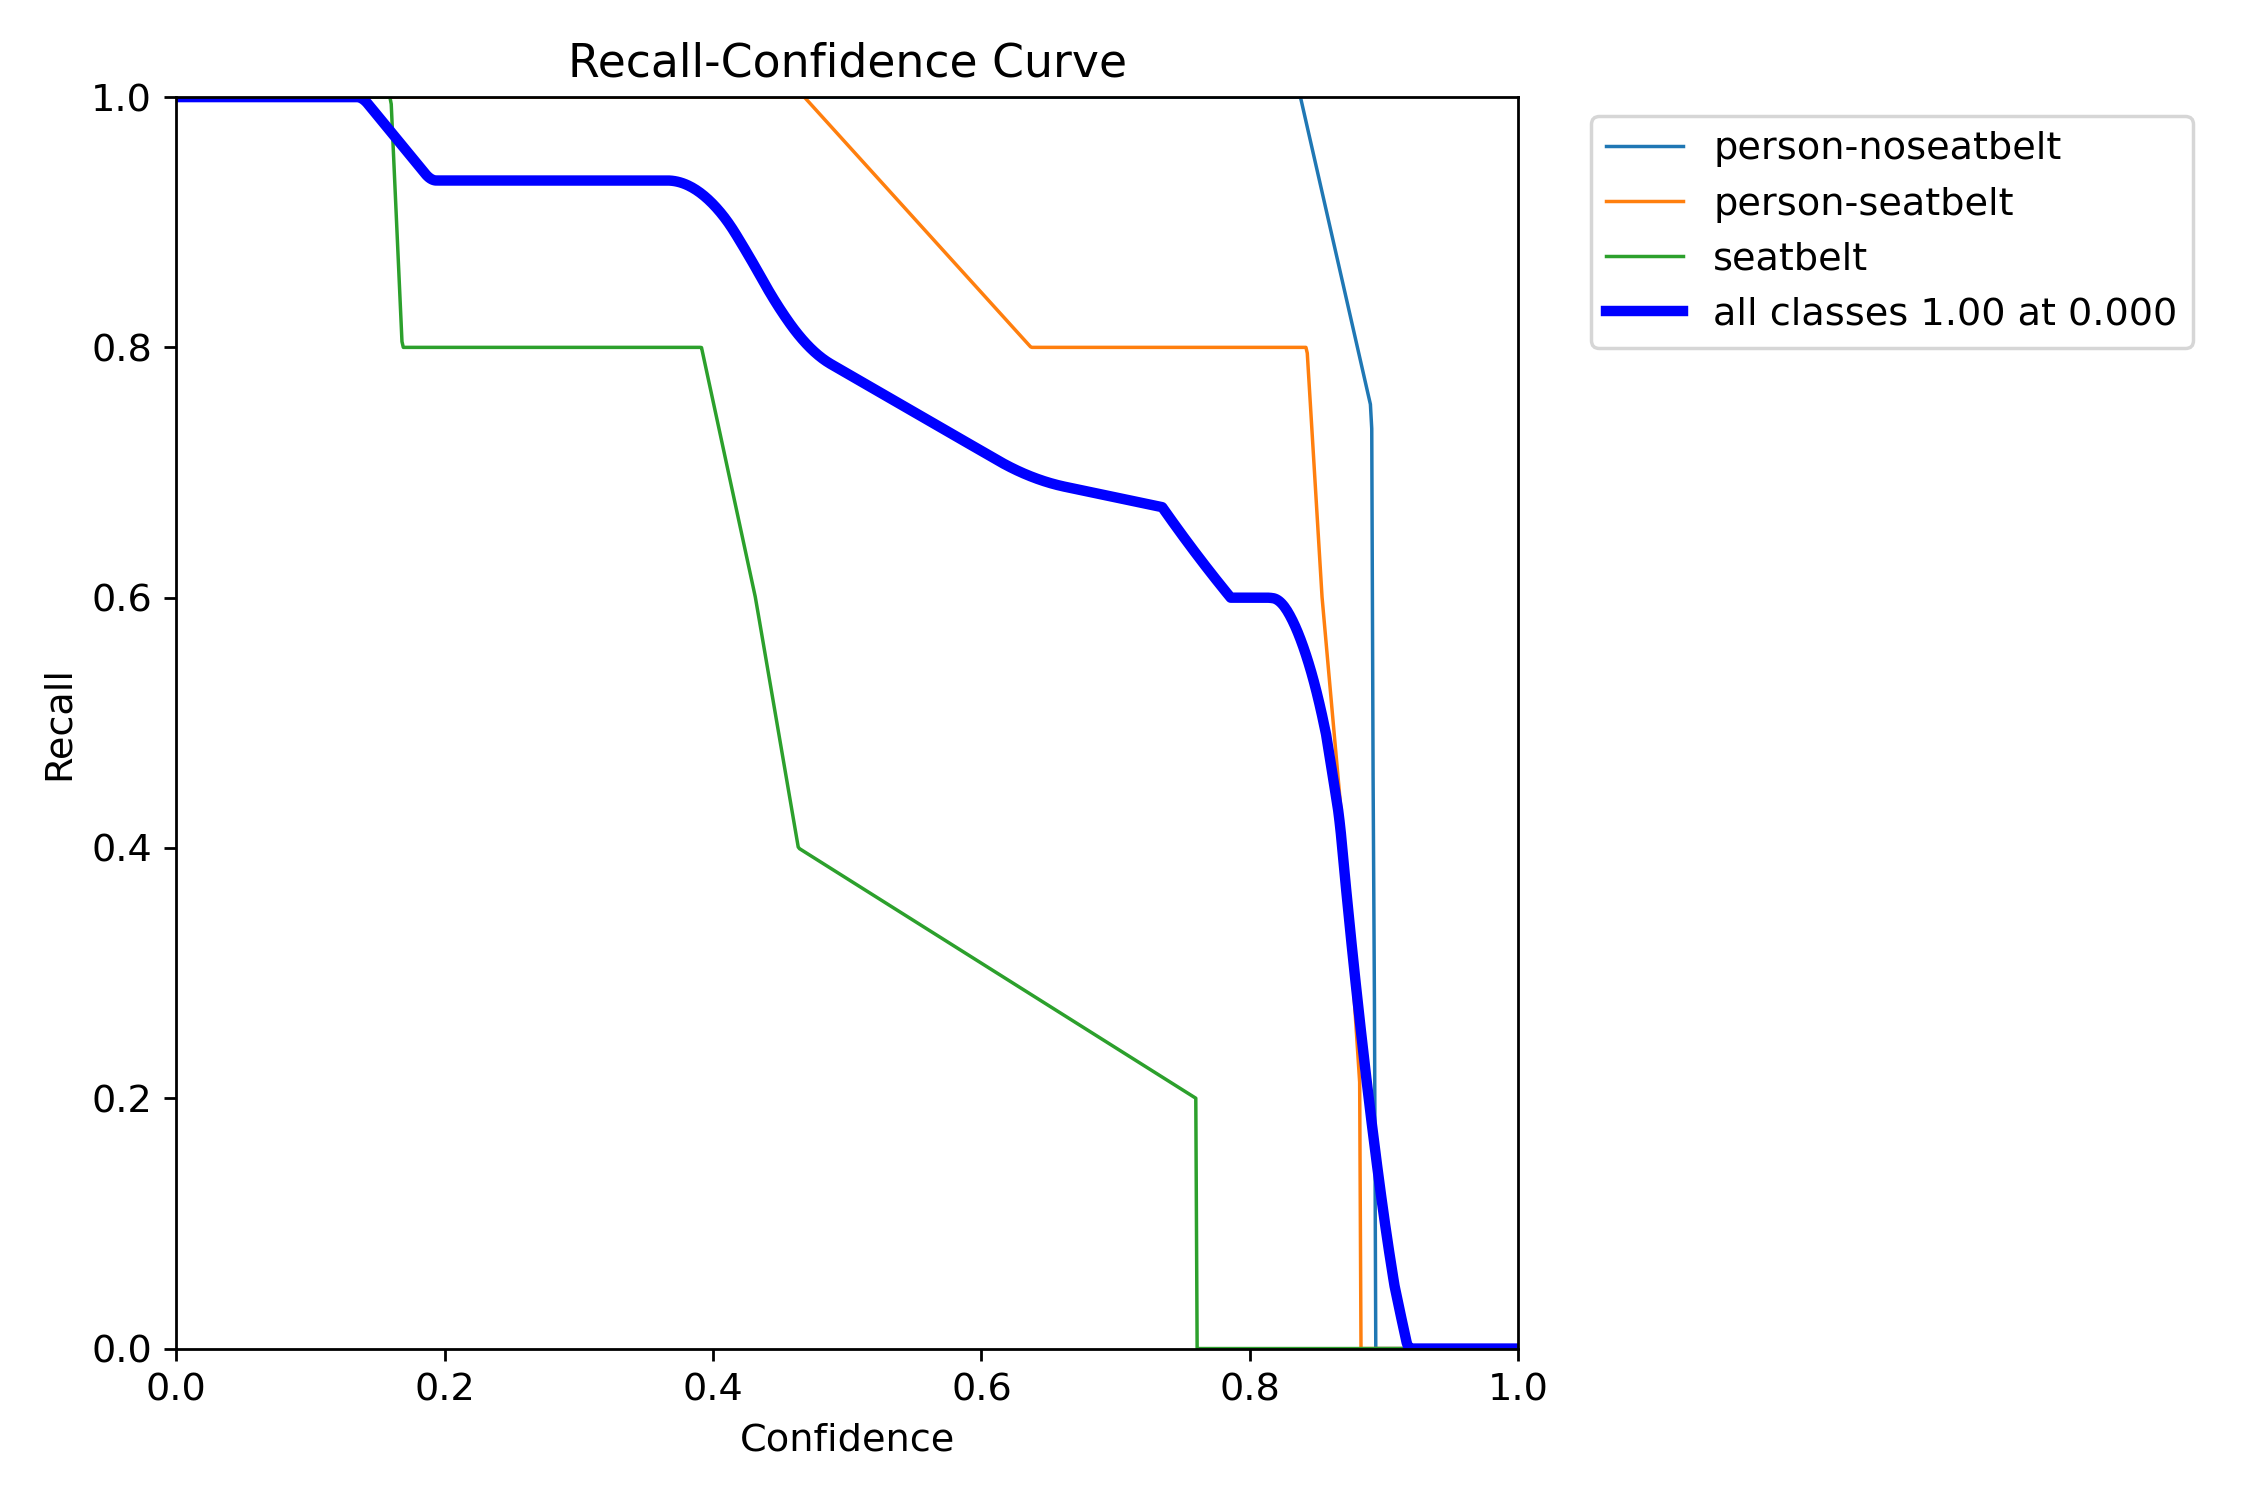 Recall-Confidence Curve
1.0
0.8
0.6
0.4
0.2
0.0
Recall
0.0 0.2 0.4 0.6 0.8 1.0
Confidence
person-noseatbelt
person-seatbelt
seatbelt
all classes 1.00 at 0.000